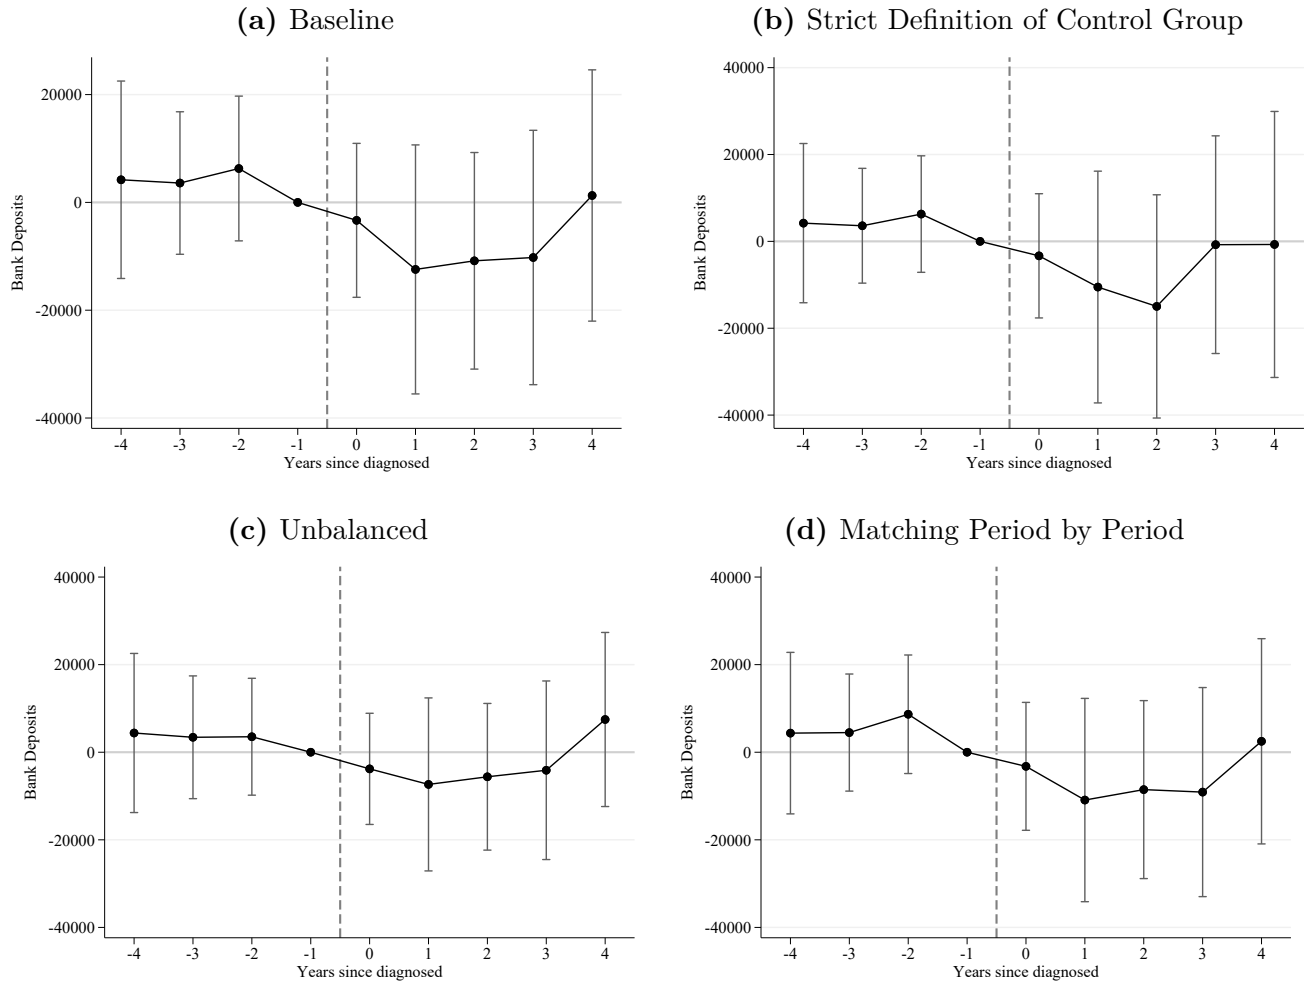 (a) Baseline
20000
0
-20000
-40000
Bank Deposits
-4 -3 -2 -1 0 1 2 3 4
Years since diagnosed
(b) Strict Definition of Control Group
40000
20000
0
-20000
-40000
Bank Deposits
-4 -3 -2 -1 0 1 2 3 4
Years since diagnosed
(c) Unbalanced
40000
20000
0
-20000
-40000
Bank Deposits
-4 -3 -2 -1 0 1 2 3 4
Years since diagnosed
(d) Matching Period by Period
40000
20000
0
-20000
-40000
Bank Deposits
-4 -3 -2 -1 0 1 2 3 4
Years since diagnosed